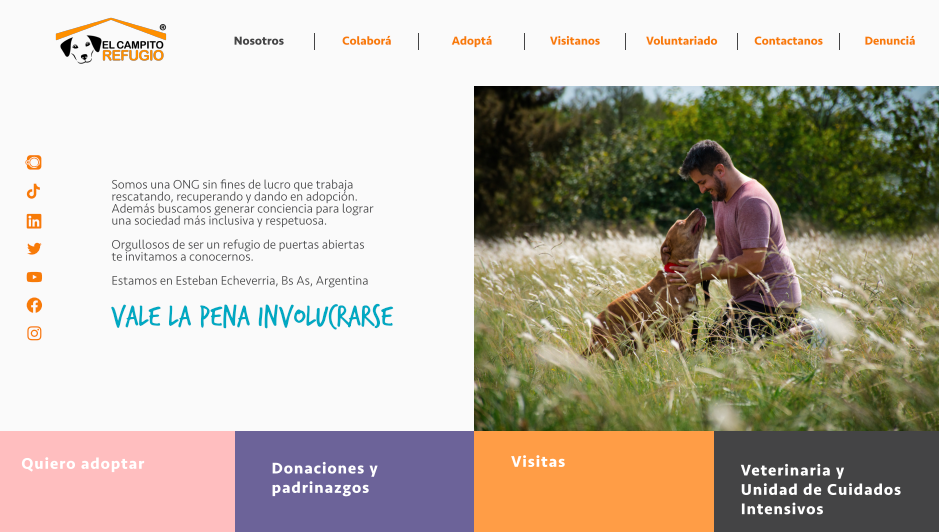 EL CAMPITO
REFUGIO
®
Nosotros
Colaborá
Adoptá
Visitanos
Voluntariado
Contactanos
Denunciá
Somos una ONG sin fines de lucro que trabaja
rescatando, recuperando y dando en adopción.
Además buscamos generar conciencia para lograr
una sociedad más inclusiva y respetuosa.
Orgullosos de ser un refugio de puertas abiertas
te invitamos a conocernos.
Estamos en Esteban Echeverria, Bs As, Argentina
VALE LA PENA INVOLUCRARSE
Quiero adoptar
Donaciones y
padrinazgos
Visitas
Veterinaria y
Unidad de Cuidados
Intensivos